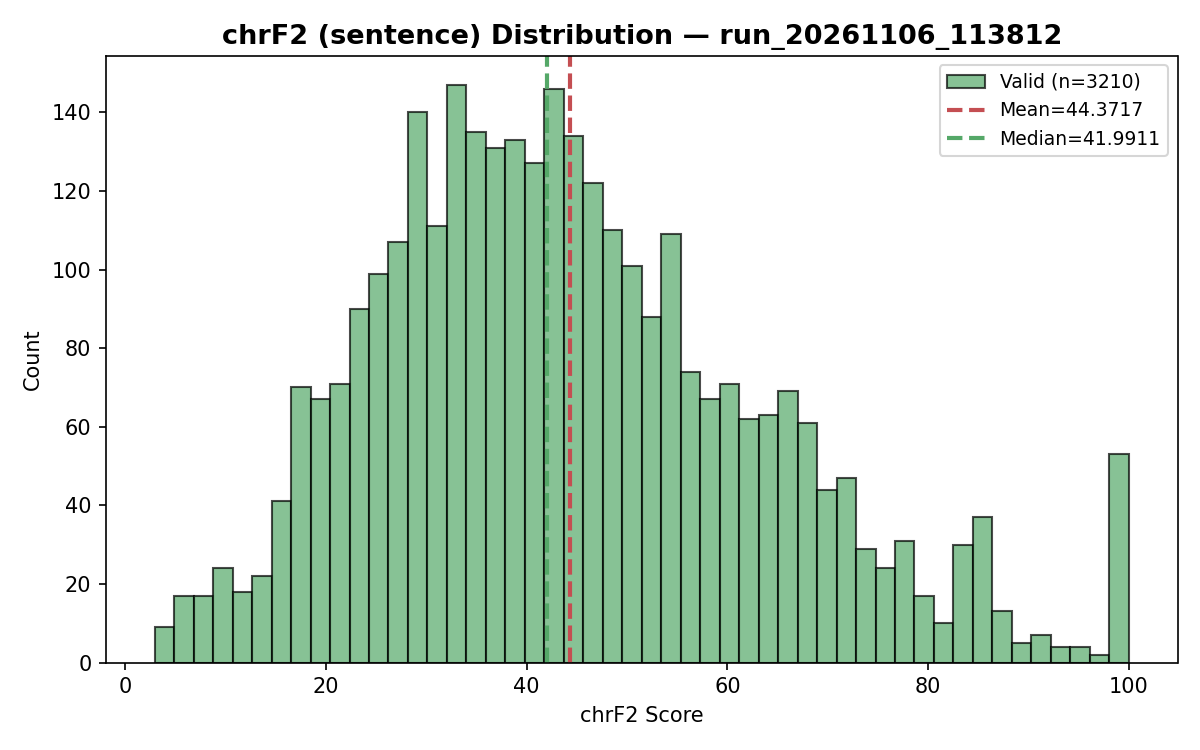 chrF2 (sentence) Distribution — run_20261106_113812
Valid (n=3210)
Mean=44.3717
Median=41.9911
Count
140
120
100
80
60
40
20
0
0 20 40 60 80 100
chrF2 Score